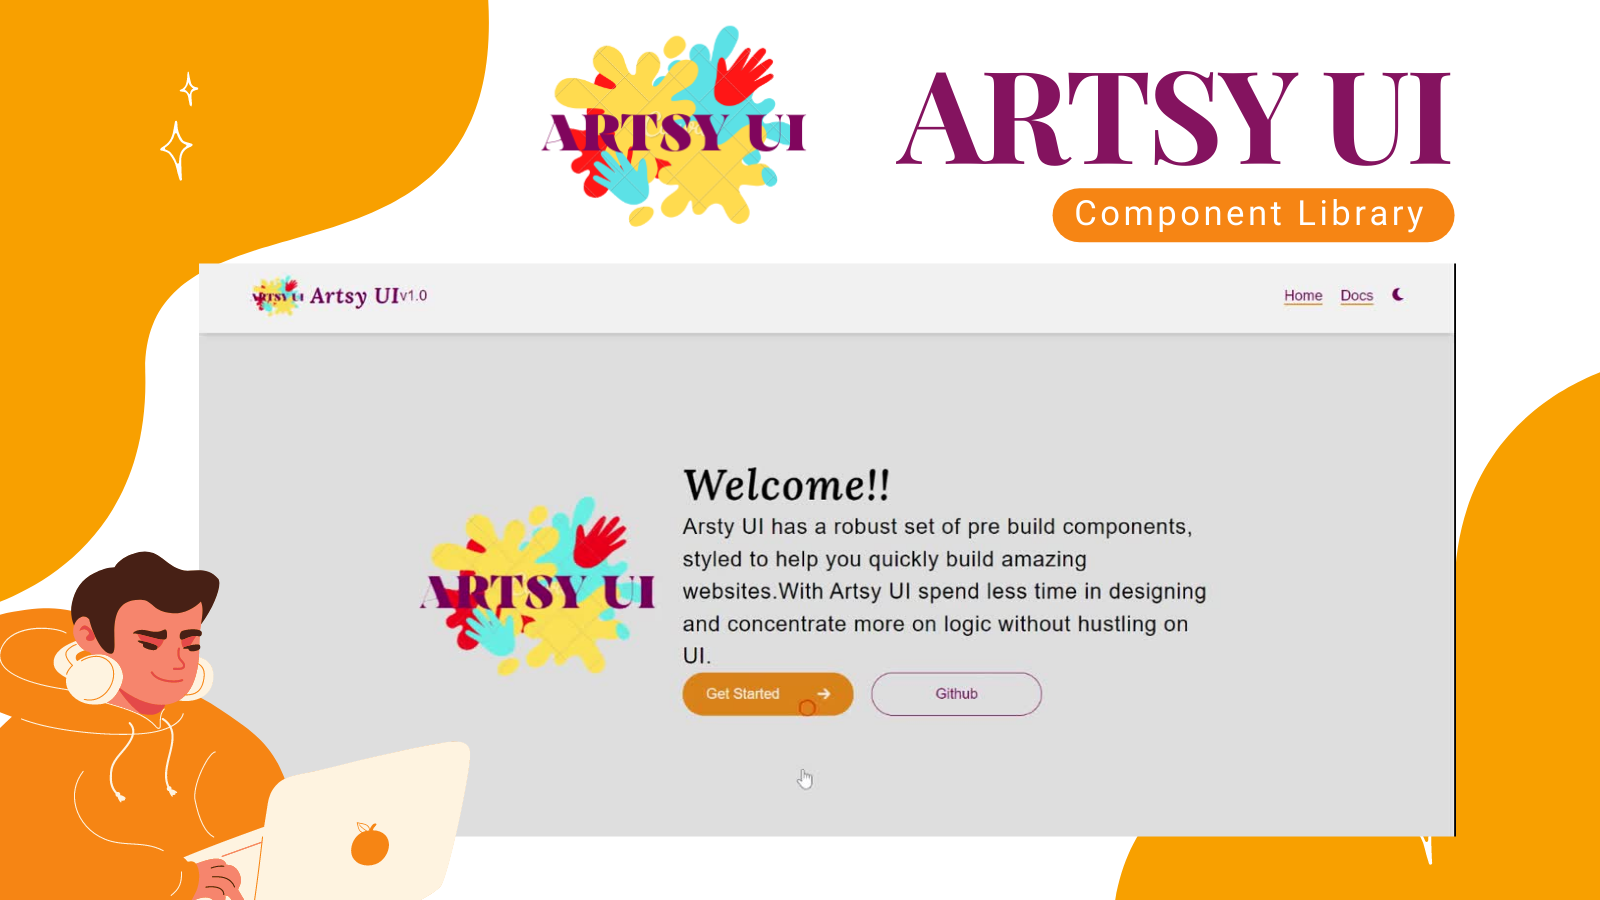 ARTSY UI
ARTSY UI
Component Library
ARTSY UI
Artsy UIv1.0
Home
Docs
Welcome!!
Arsty UI has a robust set of pre build components,
styled to help you quickly build amazing
websites.With Artsy UI spend less time in designing
and concentrate more on logic without hustling on
UI.
ARTSY UI
Get Started
Github